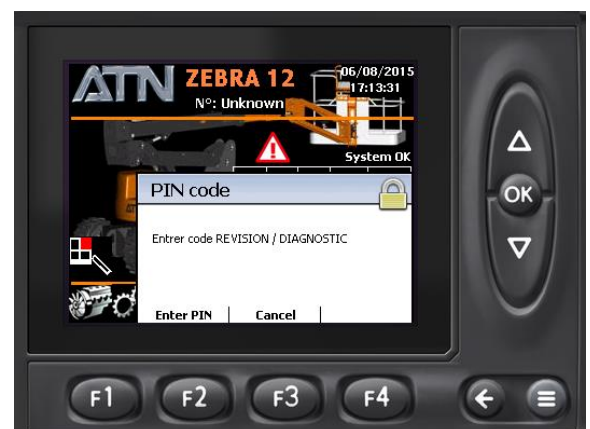 ATN ZEBRA 12 06/08/2015
17:13:31
N°: Unknown
System OK
PIN code
Entrer code REVISION / DIAGNOSTIC
Enter PIN Cancel
OK
F1 F2 F3 F4